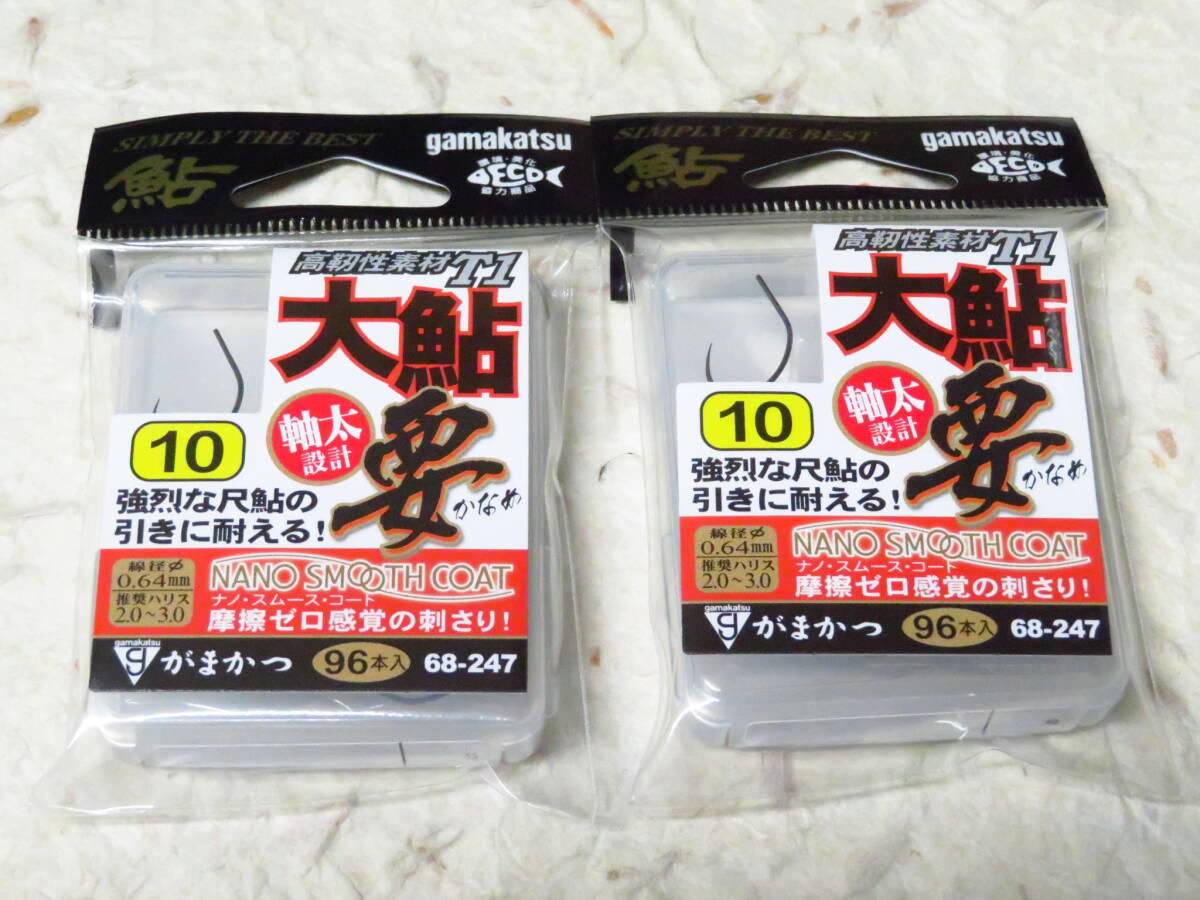 SIMPLY THE BEST
鮎
gamakatsu
環境・美化
ECO
協力商品
高靭性素材T1
大鮎
要
かなめ
軸太
設計
10
強烈な尺鮎の
引きに耐える!
線径φ
0.64mm
推奨ハリス
2.0~3.0
NANO SMOOTH COAT
ナノ・スムース・コート
摩擦ゼロ感覚の刺さり!
gamakatsu
g
がまかつ
96本入
68-247
SIMPLY THE BEST
鮎
gamakatsu
環境・美化
ECO
協力商品
高靭性素材T1
大鮎
要
かなめ
軸太
設計
10
強烈な尺鮎の
引きに耐える!
線径φ
0.64mm
推奨ハリス
2.0~3.0
NANO SMOOTH COAT
ナノ・スムース・コート
摩擦ゼロ感覚の刺さり!
gamakatsu
g
がまかつ
96本入
68-247